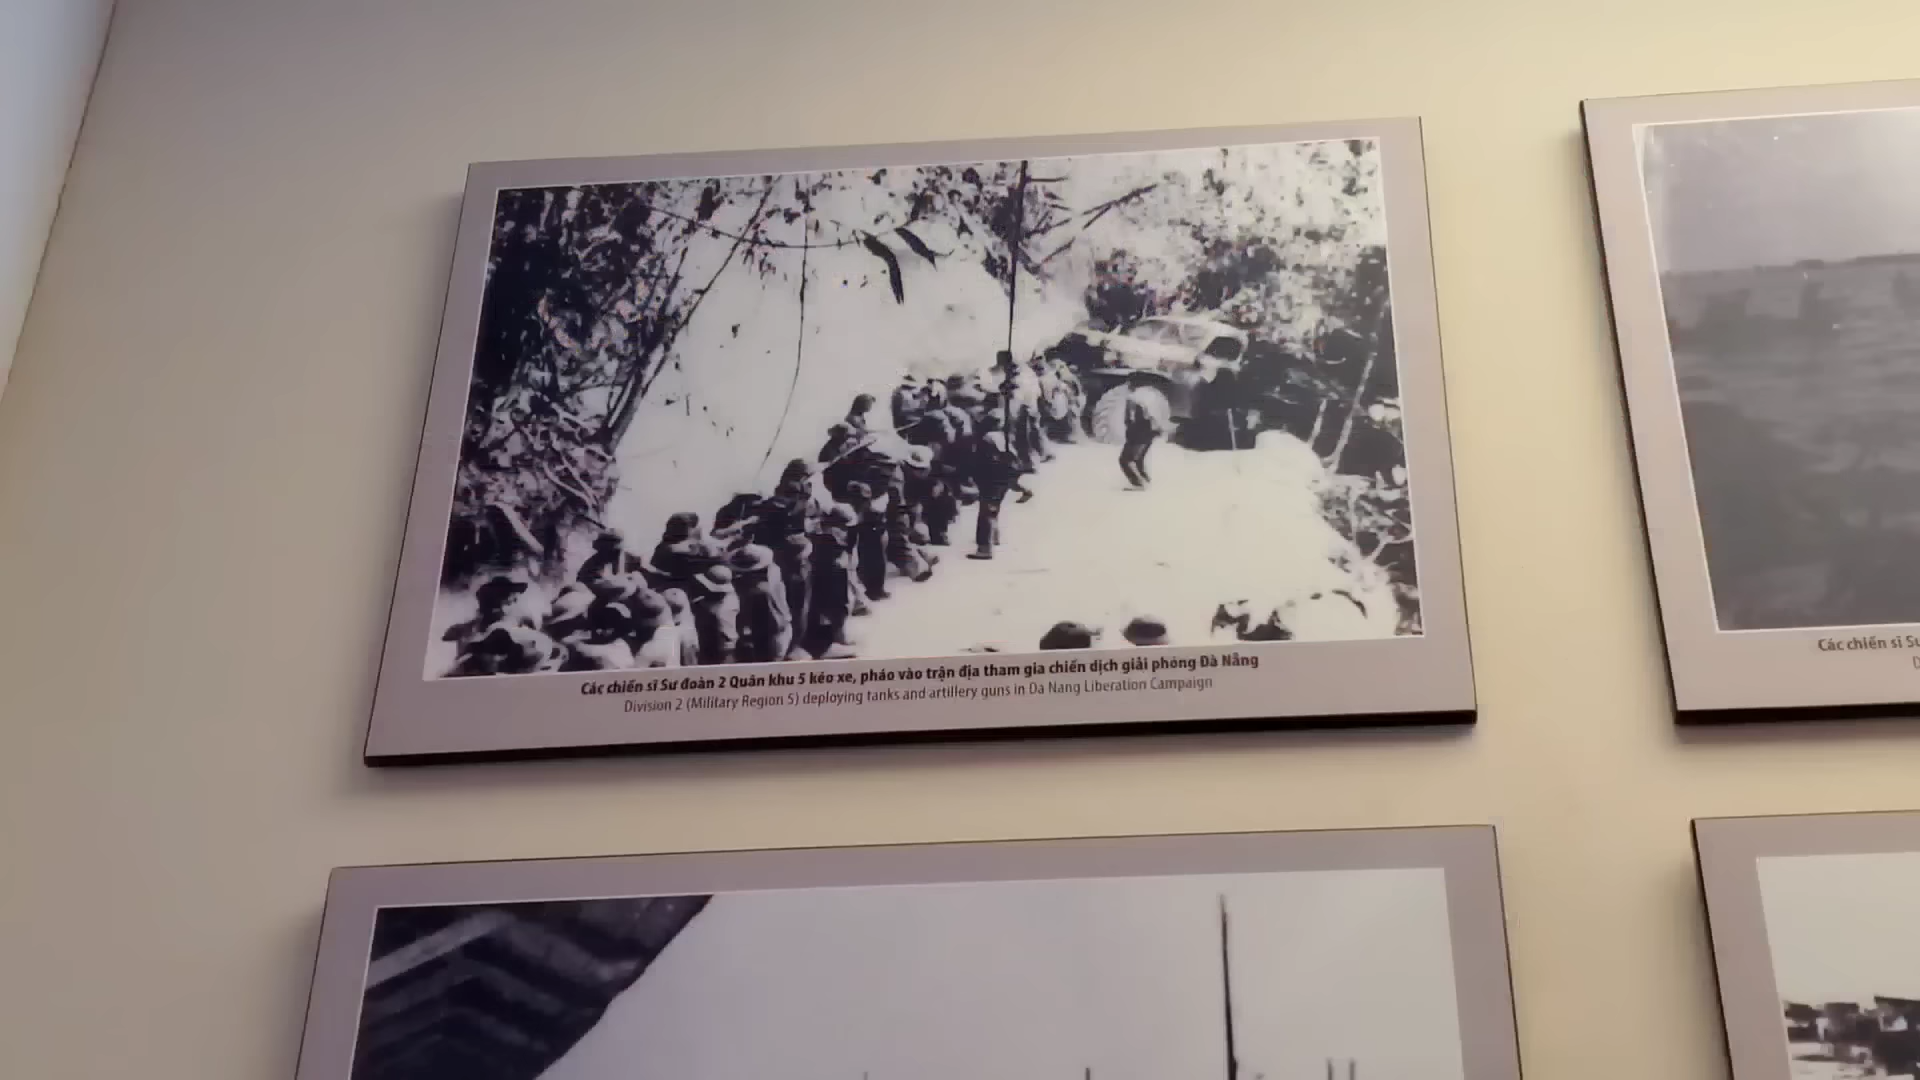 Các chiến sĩ Sư đoàn 2 Quân khu 5 kéo xe, pháo vào trận địa tham gia chiến dịch giải phóng Đà Nẵng
Division 2 (Military Region 5) deploying tanks and artillery guns in Da Nang Liberation Campaign
Các chiến sĩ